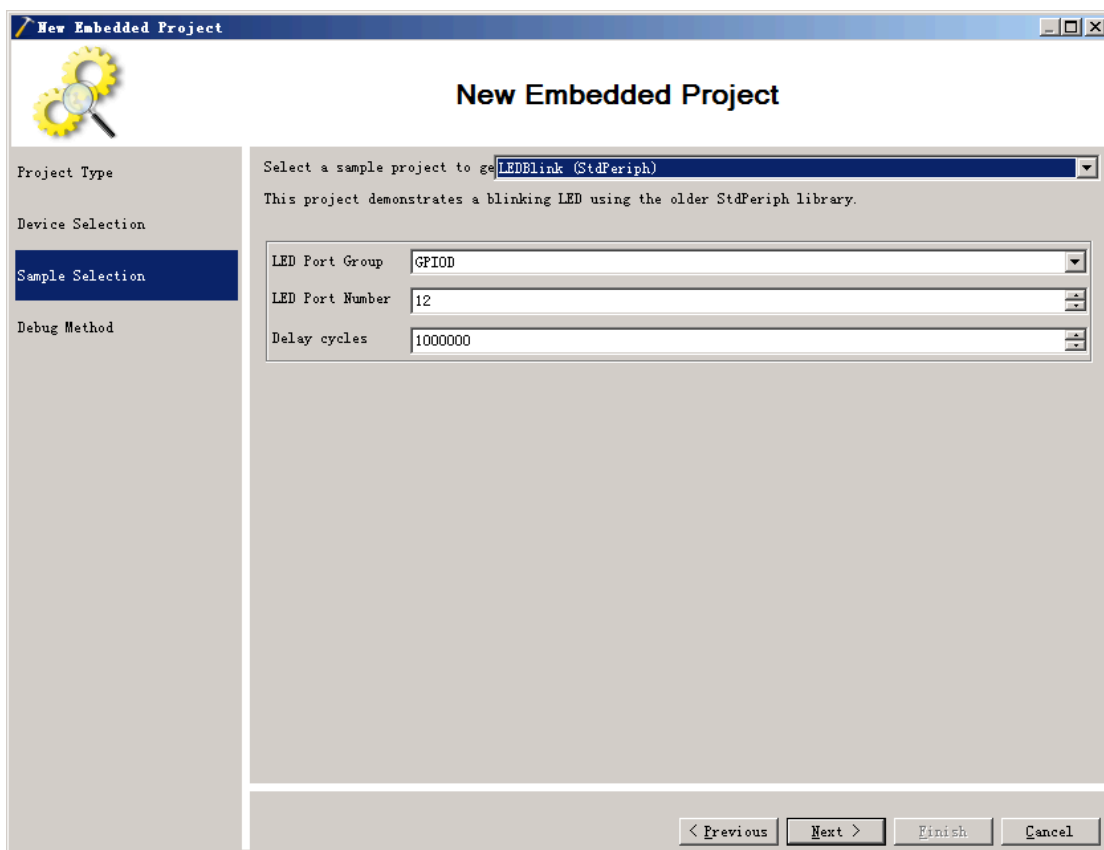 New Embedded Project
New Embedded Project
Project Type
Device Selection
Sample Selection
Debug Method
Select a sample project to ge LEDBlink (StdPeriph)
This project demonstrates a blinking LED using the older StdPeriph library.
LED Port Group GPIOD
LED Port Number 12
Delay cycles 1000000
< Previous Next > Finish Cancel